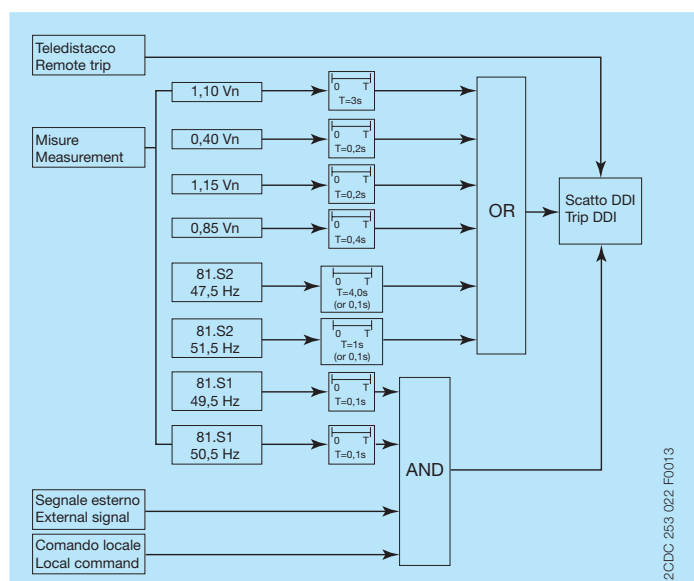 Teledistacco
Remote trip
Misure
Measurement
1,10 Vn
0 T
T=3s
0,40 Vn
0 T
T=0,2s
1,15 Vn
0 T
T=0,2s
0,85 Vn
0 T
T=0,4s
81.S2
47,5 Hz
0 T
T=4,0s
(or 0,1s)
81.S2
51,5 Hz
0 T
T=1s
(or 0,1s)
81.S1
49,5 Hz
0 T
T=0,1s
81.S1
50,5 Hz
0 T
T=0,1s
OR
AND
Scatto DDI
Trip DDI
Segnale esterno
External signal
Comando locale
Local command
2CDC 253 022 F0013